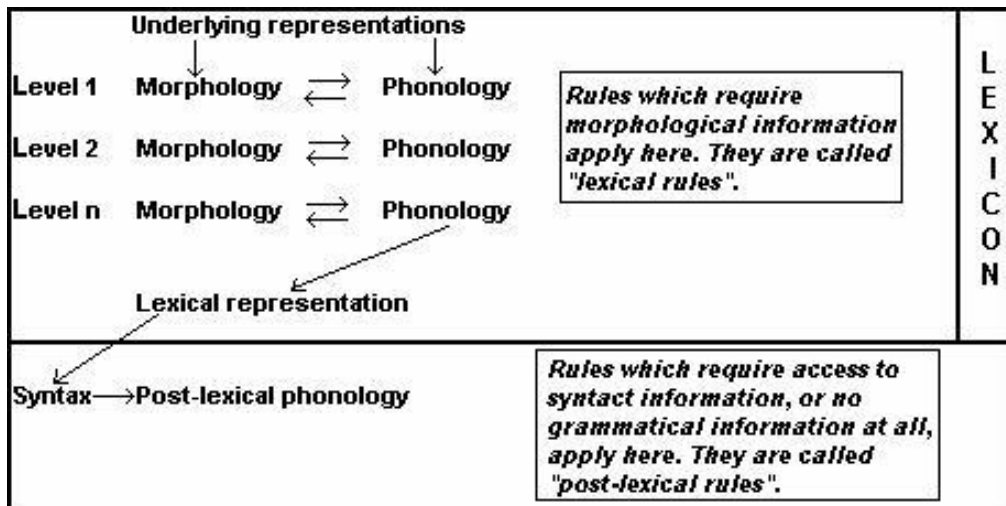 Underlying representations
Level 1 Morphology Phonology
Level 2 Morphology Phonology
Level n Morphology Phonology
Rules which require
morphological information
apply here. They are called
"lexical rules".
Lexical representation
L
E
X
I
C
O
N
Syntax Post-lexical phonology
Rules which require access to
syntact information, or no
grammatical information at all,
apply here. They are called
"post-lexical rules".